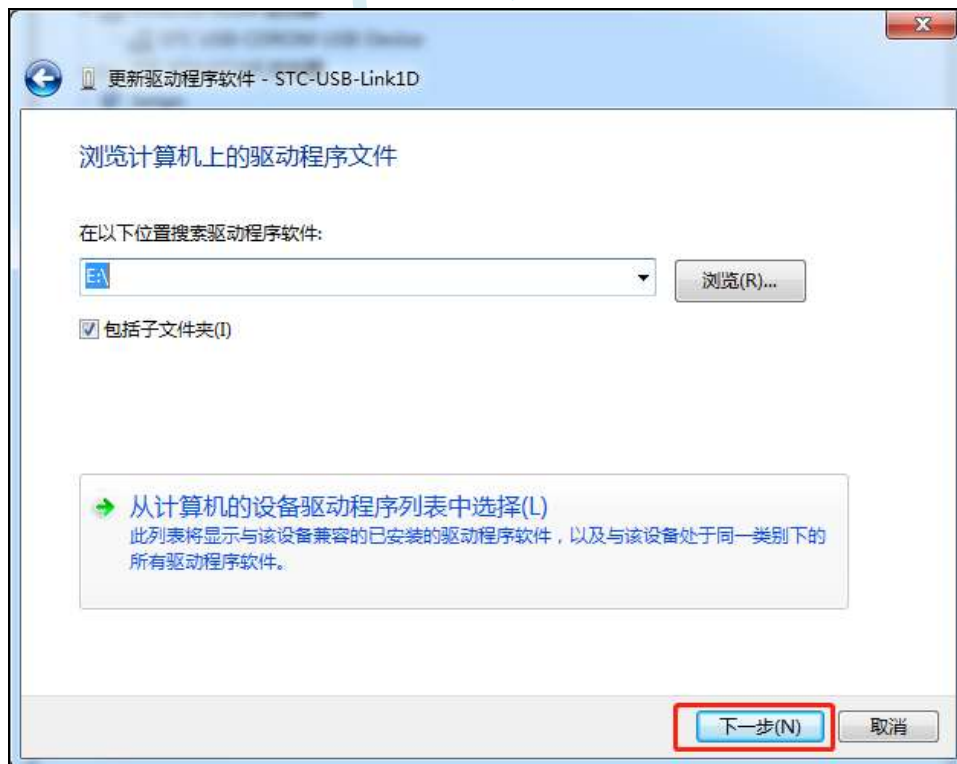 更新驱动程序软件 - STC-USB-Link1D
浏览计算机上的驱动程序文件
在以下位置搜索驱动程序软件:
E:\
浏览(R)...
包括子文件夹(I)
从计算机的设备驱动程序列表中选择(L)
此列表将显示与该设备兼容的已安装的驱动程序软件，以及与该设备处于同一类别下的
所有驱动程序软件。
下一步(N)
取消